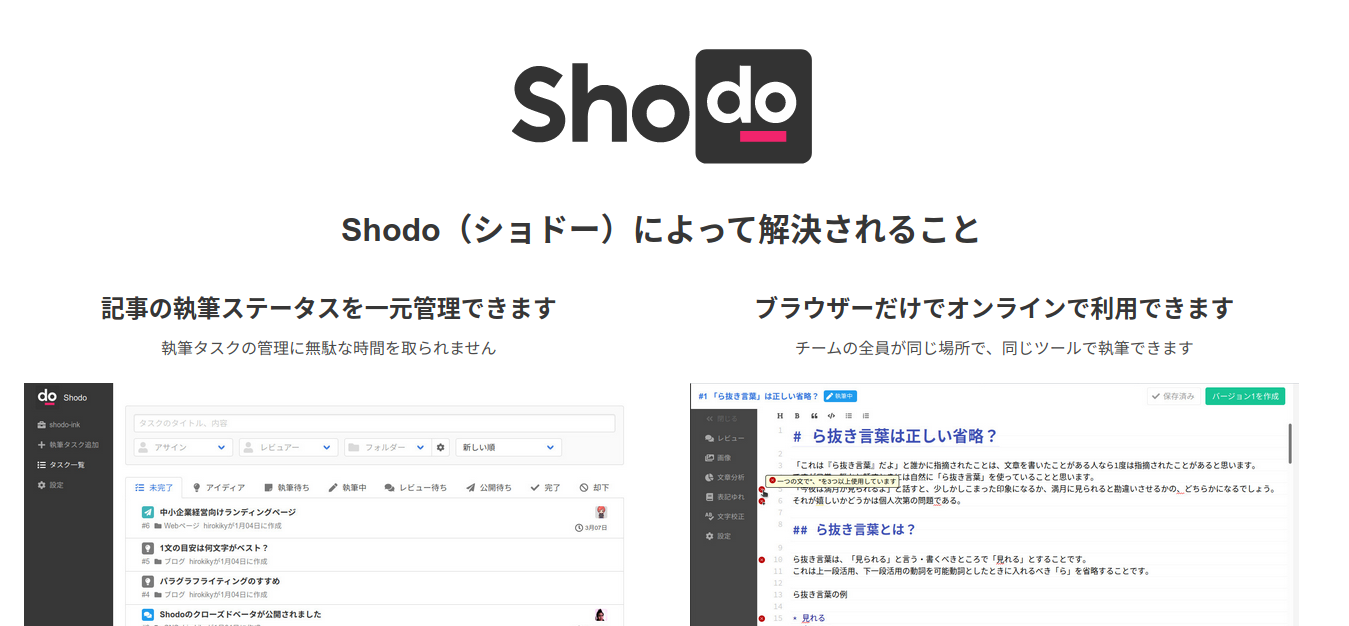 Shodo
Shodo（ショドー）によって解決されること
記事の執筆ステータスを一元管理できます
執筆タスクの管理に無駄な時間を取られません
do Shodo
shodo-ink
執筆タスク追加
タスク一覧
設定
タスクのタイトル、内容
アサイン レビュアー フォルダー 新しい順
未完了 アイディア 執筆待ち 執筆中 レビュー待ち 公開待ち 完了 却下
中小企業経営向けランディングページ
#6 Webページ hirokikyが1月04日に作成
3月07日
1文の目安は何文字がベスト？
#5 ブログ hirokikyが1月04日に作成
パラグラフライティングのすすめ
#4 ブログ hirokikyが1月04日に作成
Shodoのクローズドベータが公開されました
ブラウザーだけでオンラインで利用できます
チームの全員が同じ場所で、同じツールで執筆できます
#1 「ら抜き言葉」は正しい省略？ 執筆中 保存済み バージョン1を作成
閉じる
レビュー
画像
文章分析
表記ゆれ
文字校正
設定
H B
1 # ら抜き言葉は正しい省略？
2
3 「これは『ら抜き言葉』だよ」と誰かに指摘されたことは、文章を書いたことがある人なら1度は指摘されたことがあると思います。
は自然に「ら抜き言葉」を使っていることと思います。
一つの文で"、"を3つ以上使用しています
「今夜は満月が見られるよ」と話すと、少しかしこまった印象になるか、満月に見られると勘違いさせるかの、どちらかになるでしょう。
6 それが嬉しいかどうかは個人次第の問題である。
7
8 ## ら抜き言葉とは？
9
10 ら抜き言葉は、「見られる」と言う・書くべきところで「見れる」とすることです。
11 これは上一段活用、下一段活用の動詞を可能動詞としたときに入れるべき「ら」を省略することです。
12
13 ら抜き言葉の例
14
15 • 見れる